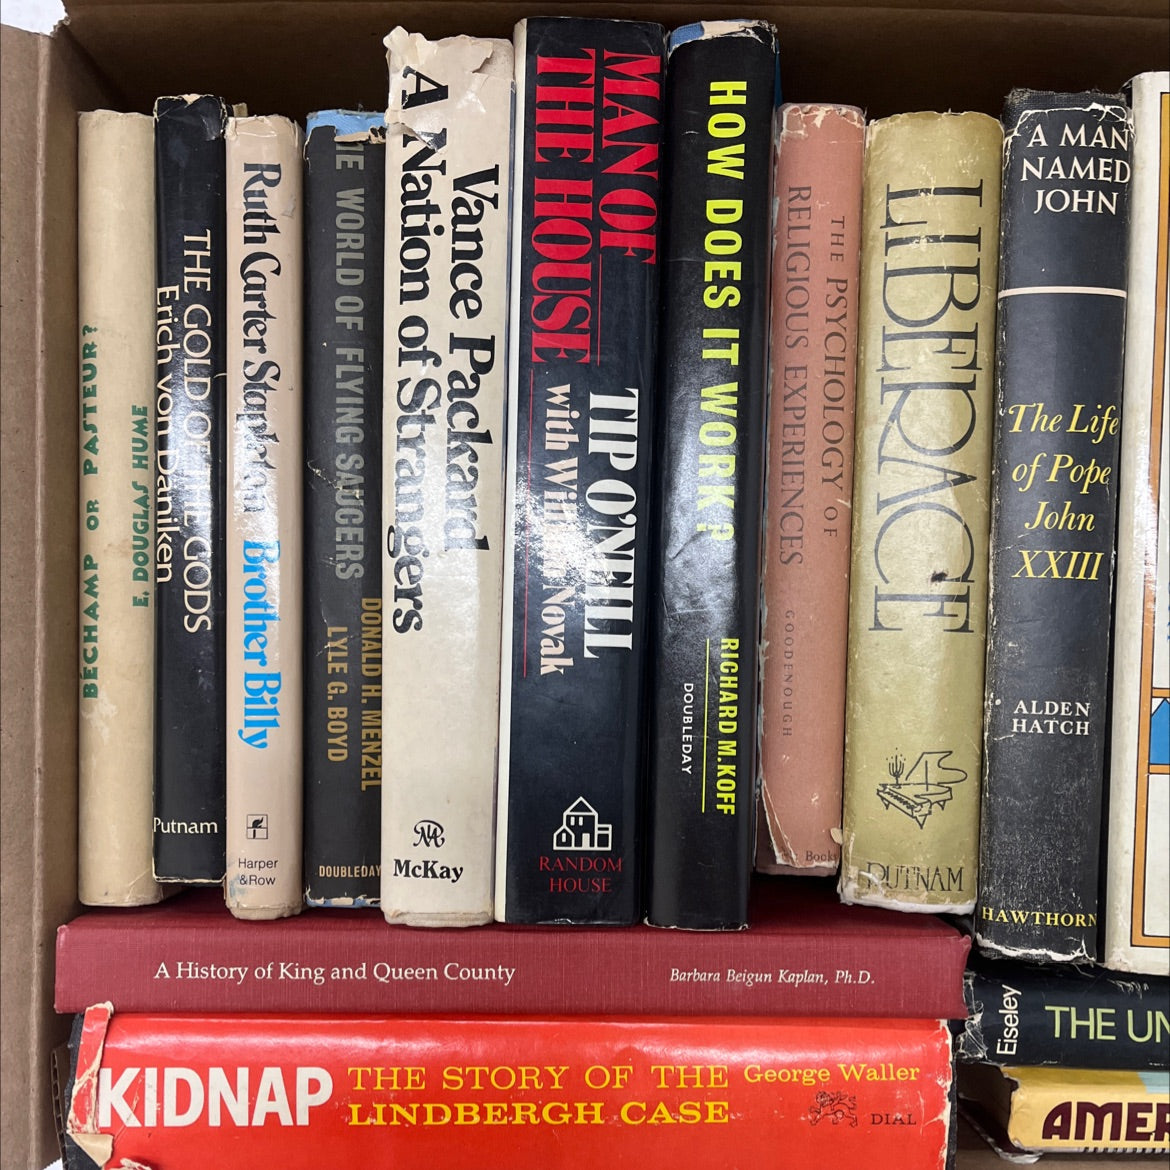 BÉCHAMP OR PASTEUR?
E. DOUGLAS HUME
THE GOLD OF THE GODS
Erich von Däniken
Putnam
Ruth Carter Stapleton Brother Billy
Harper
&Row
WORLD OF FLYING SAUCERS
DONALD H. MENZEL
LYLE G. BOYD
DOUBLEDAY
Vance Packard
A Nation of Strangers
McKay
MAN OF
THE HOUSE
TIP O'NEILL
with William Novak
RANDOM
HOUSE
HOW DOES IT WORK?
RICHARD M. KOFF
DOUBLEDAY
THE PSYCHOLOGY OF
RELIGIOUS EXPERIENCES
GOODENOUGH
Books
LIBERACE
PUTNAM
A MAN
NAMED
JOHN
The Life
of Pope
John
XXIII
ALDEN
HATCH
HAWTHORN
A History of King and Queen County Barbara Beigun Kaplan, Ph.D.
KIDNAP THE STORY OF THE George Waller
LINDBERGH CASE DIAL
Eiseley THE UN
AMER